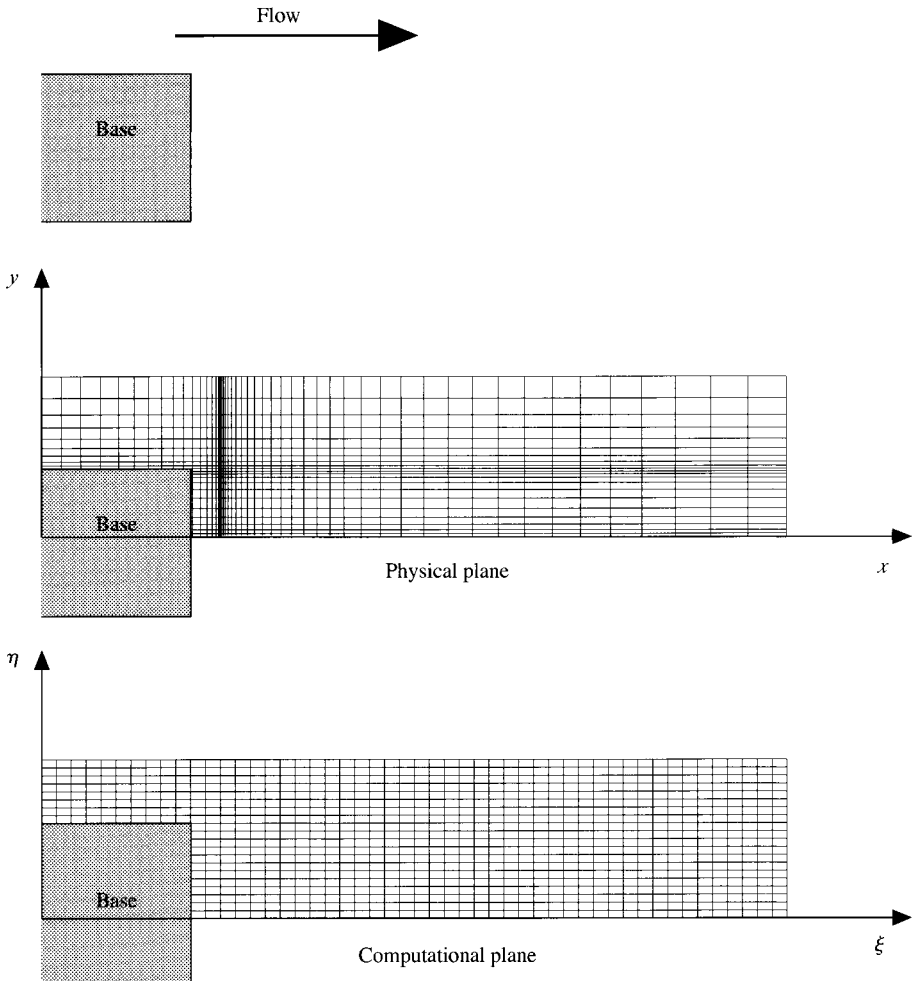 Flow
Base
y
Base
Physical plane
x
η
Base
Computational plane
ξ